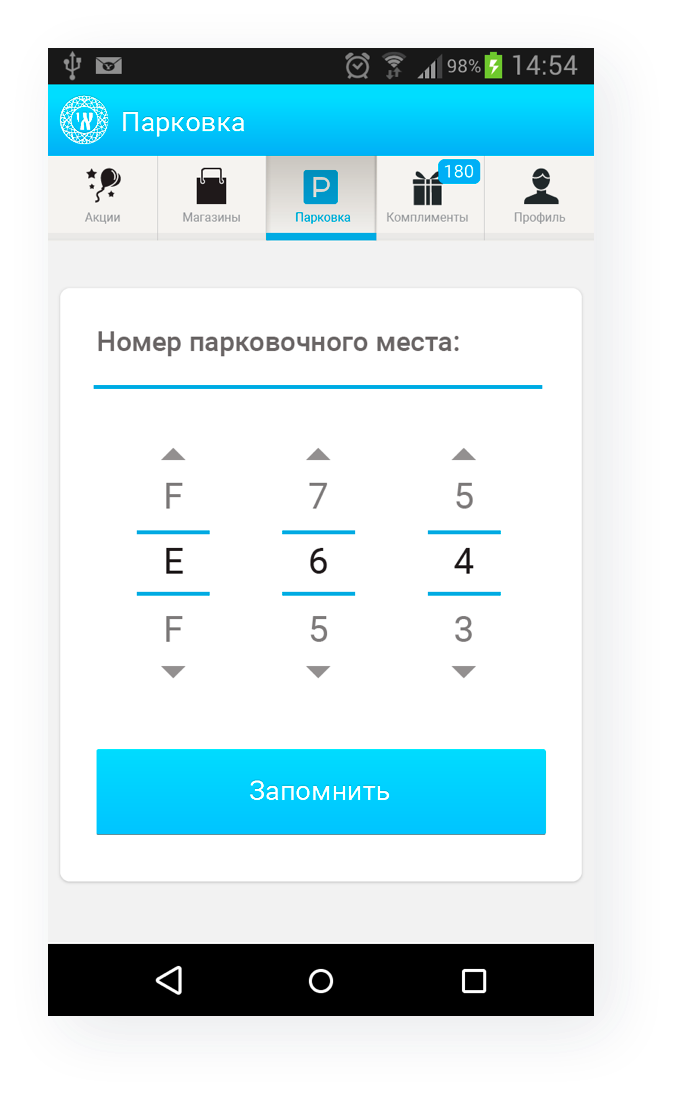 98% 14:54
Парковка
180
Акции Магазины Парковка Комплименты Профиль
Номер парковочного места:
F 7 5
E 6 4
F 5 3
Запомнить